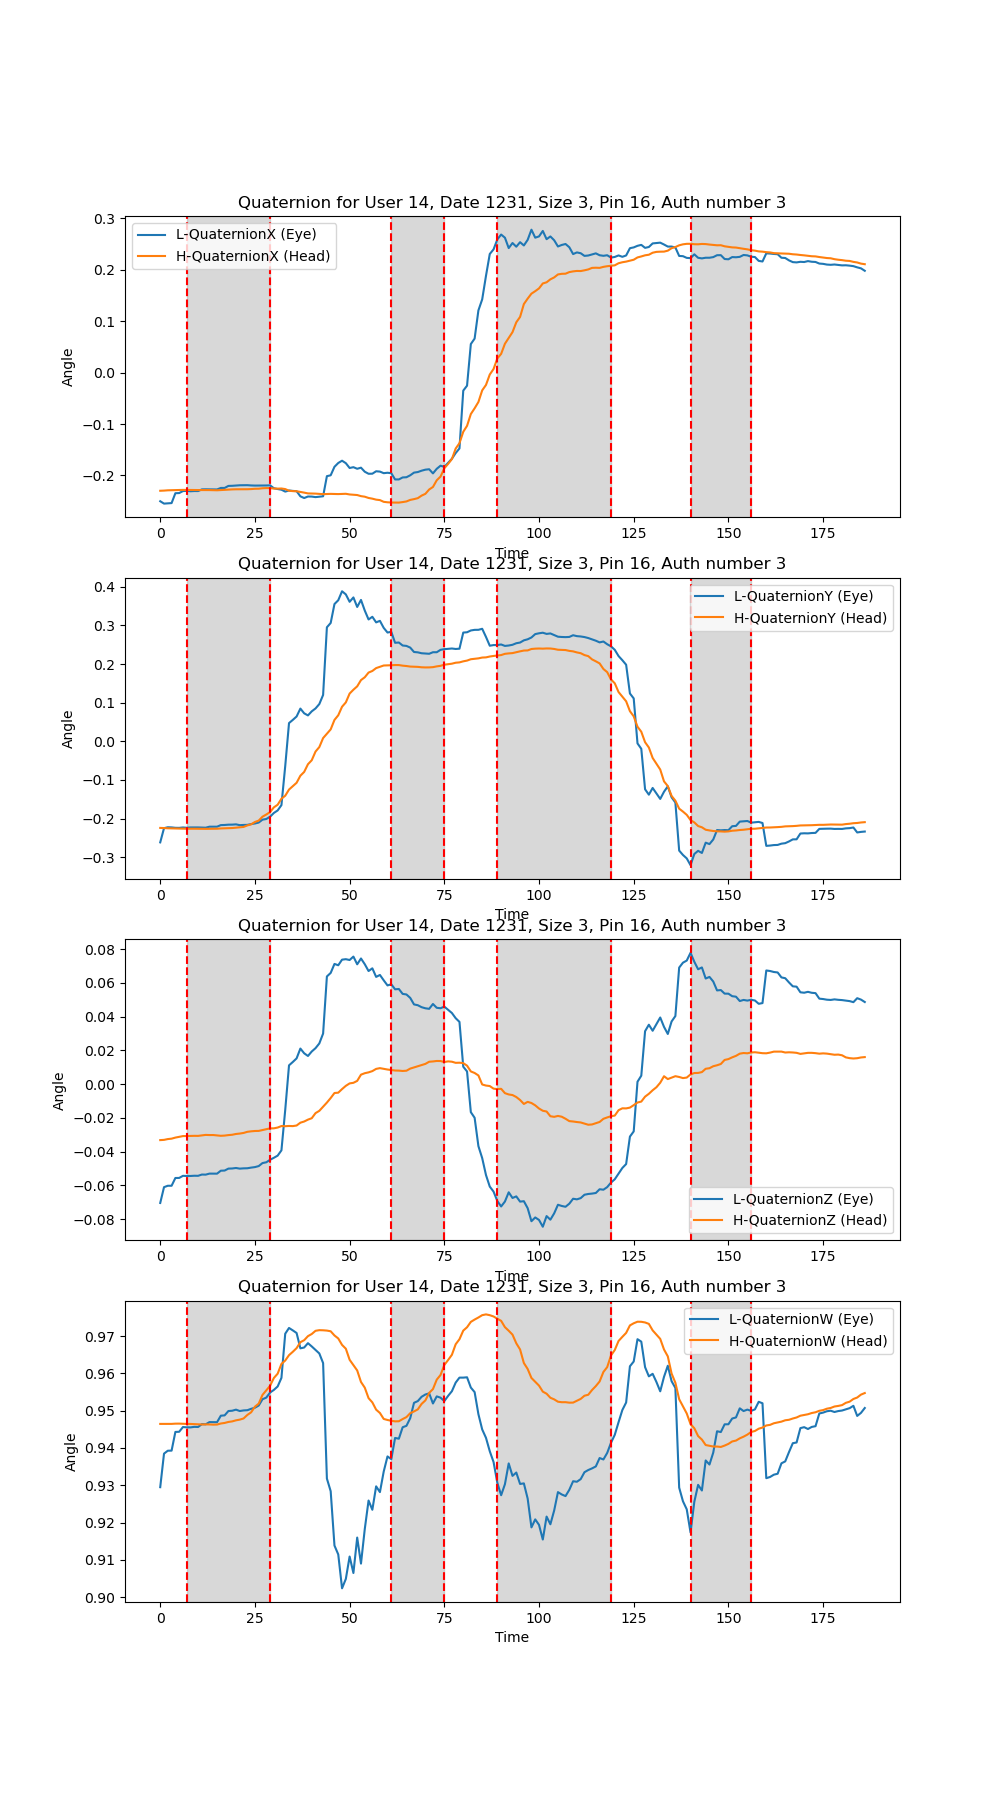 Quaternion for User 14, Date 1231, Size 3, Pin 16, Auth number 3
L-QuaternionX (Eye)
H-QuaternionX (Head)
Angle
0.3
0.2
0.1
0.0
−0.1
−0.2
0 25 50 75 100 125 150 175
Time
Quaternion for User 14, Date 1231, Size 3, Pin 16, Auth number 3
L-QuaternionY (Eye)
H-QuaternionY (Head)
Angle
0.4
0.3
0.2
0.1
0.0
−0.1
−0.2
−0.3
0 25 50 75 100 125 150 175
Time
Quaternion for User 14, Date 1231, Size 3, Pin 16, Auth number 3
Angle
0.08
0.06
0.04
0.02
0.00
−0.02
−0.04
−0.06
−0.08
L-QuaternionZ (Eye)
H-QuaternionZ (Head)
0 25 50 75 100 125 150 175
Time
Quaternion for User 14, Date 1231, Size 3, Pin 16, Auth number 3
L-QuaternionW (Eye)
H-QuaternionW (Head)
Angle
0.97
0.96
0.95
0.94
0.93
0.92
0.91
0.90
0 25 50 75 100 125 150 175
Time